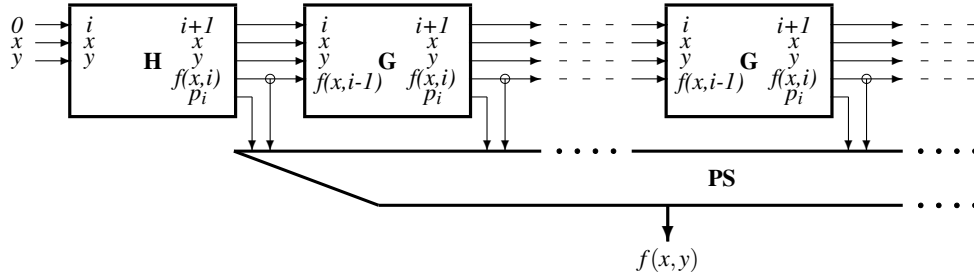 0 i i+1 i i+1 i i+1
x x x x x x x
y y H y y G y y G y
f(x,i) f(x,i-1) f(x,i) f(x,i-1) f(x,i)
p_i p_i p_i
PS
f(x,y)